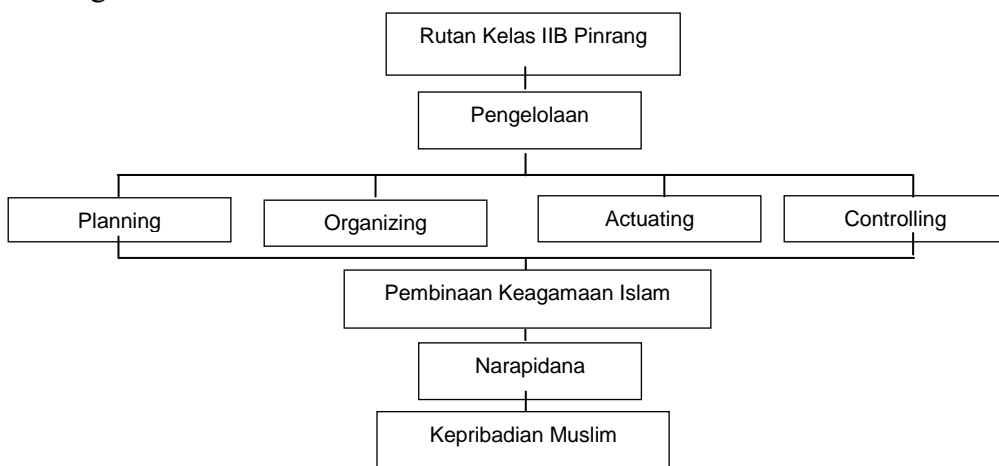 Rutan Kelas IIB Pinrang
Pengelolaan
Planning
Organizing
Actuating
Controlling
Pembinaan Keagamaan Islam
Narapidana
Kepribadian Muslim